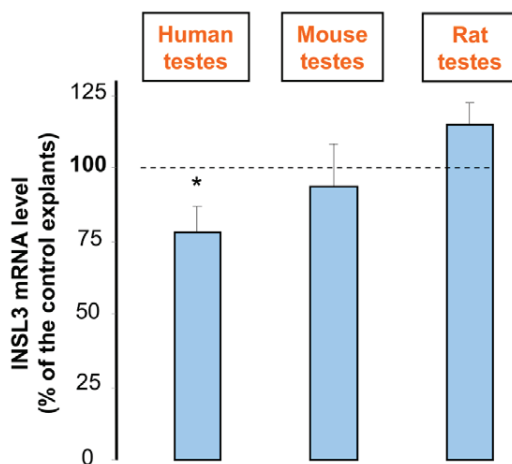 Human
testes
Mouse
testes
Rat
testes
INSL3 mRNA level
(% of the control explants)
125
100
75
50
25
0
*